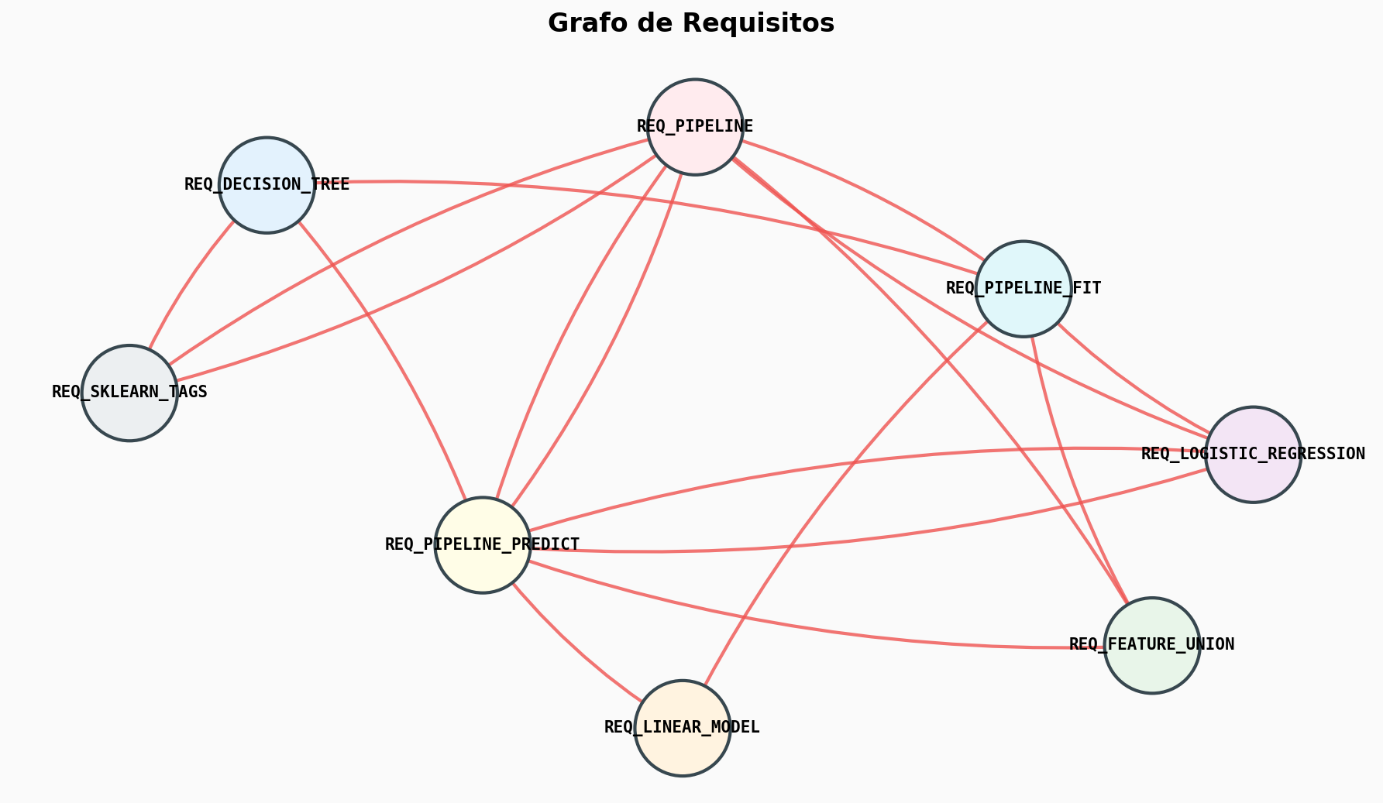 Grafo de Requisitos
REQ_PIPELINE
REQ_DECISION_TREE
REQ_PIPELINE_FIT
REQ_SKLEARN_TAGS
REQ_LOGISTIC_REGRESSION
REQ_PIPELINE_PREDICT
REQ_FEATURE_UNION
REQ_LINEAR_MODEL